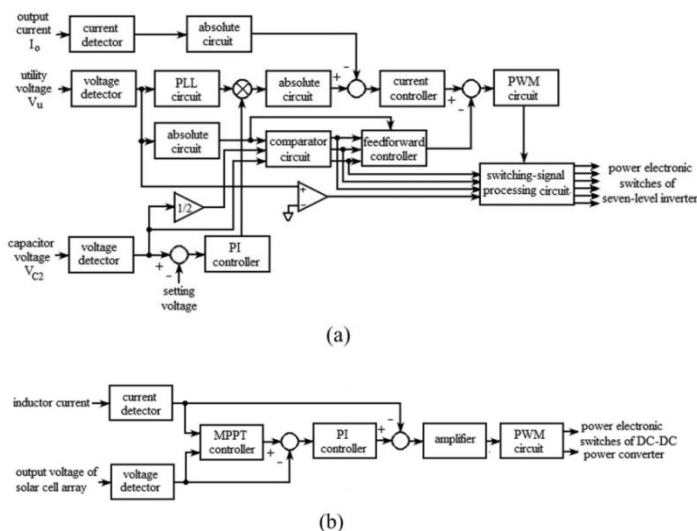 output
current
Io
current
detector
absolute
circuit
utility
voltage
Vu
voltage
detector
PLL
circuit
absolute
circuit
+
−
current
controller
+
−
PWM
circuit
absolute
circuit
comparator
circuit
feedforward
controller
1/2
+
−
switching-signal
processing circuit
power electronic
switches of
seven-level inverter
capacitor
voltage
VC2
voltage
detector
+
−
setting
voltage
PI
controller
(a)
inductor current
current
detector
output voltage of
solar cell array
voltage
detector
MPPT
controller
+
−
PI
controller
+
−
amplifier
PWM
circuit
power electronic
switches of DC-DC
power converter
(b)